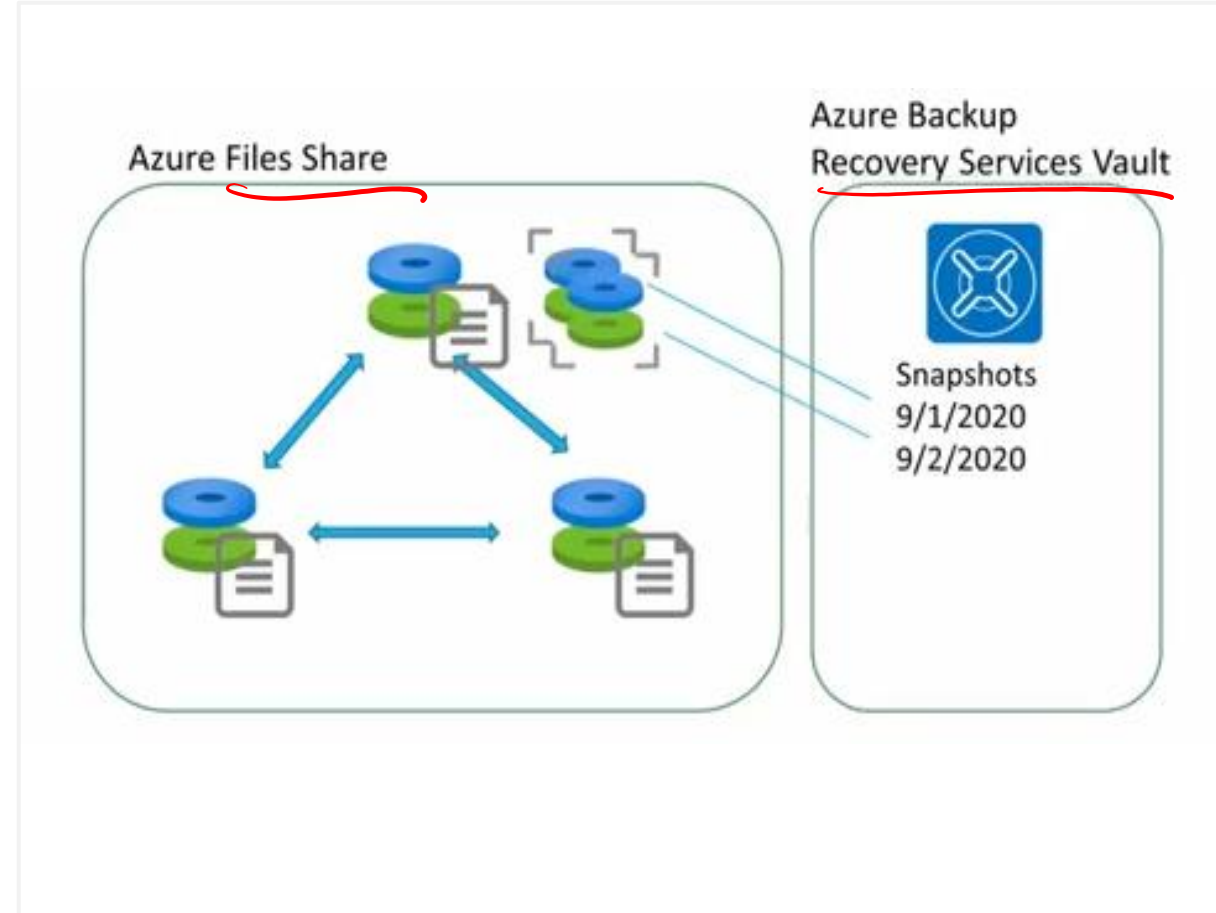 Azure Files Share
Azure Backup
Recovery Services Vault
Snapshots
9/1/2020
9/2/2020